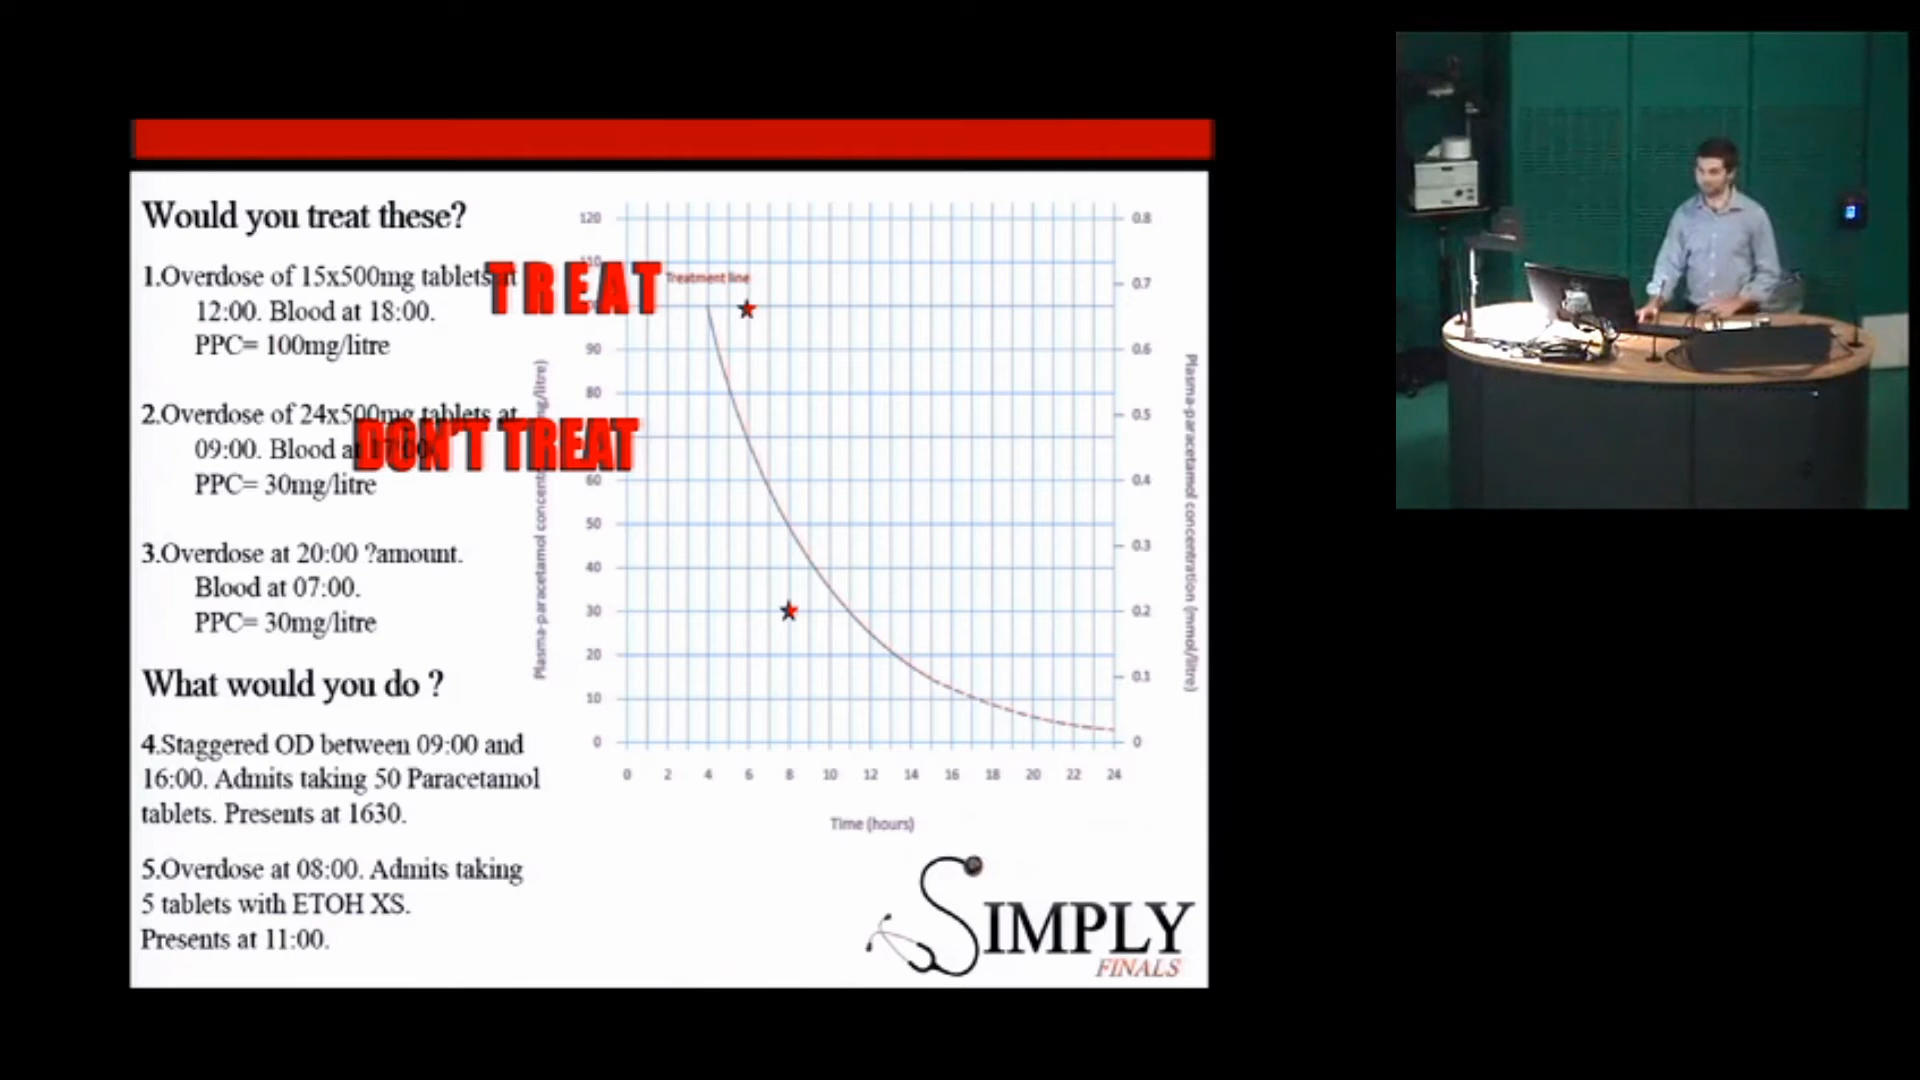 Would you treat these?
1.Overdose of 15x500mg tablets at
12:00. Blood at 18:00.
PPC= 100mg/litre
TREAT
2.Overdose of 24x500mg tablets at
09:00. Blood at 17:00.
PPC= 30mg/litre
DON'T TREAT
3.Overdose at 20:00 ?amount.
Blood at 07:00.
PPC= 30mg/litre
What would you do ?
4.Staggered OD between 09:00 and
16:00. Admits taking 50 Paracetamol
tablets. Presents at 1630.
5.Overdose at 08:00. Admits taking
5 tablets with ETOH XS.
Presents at 11:00.
Treatment line
120
110
90
80
60
50
40
30
20
10
0
0.8
0.7
0.6
0.5
0.4
0.3
0.2
0.1
0
0 2 4 6 8 10 12 14 16 18 20 22 24
Time (hours)
Plasma-paracetamol mg/litre)
Plasma-paracetamol concentration (mmol/litre)
SIMPLY
FINALS